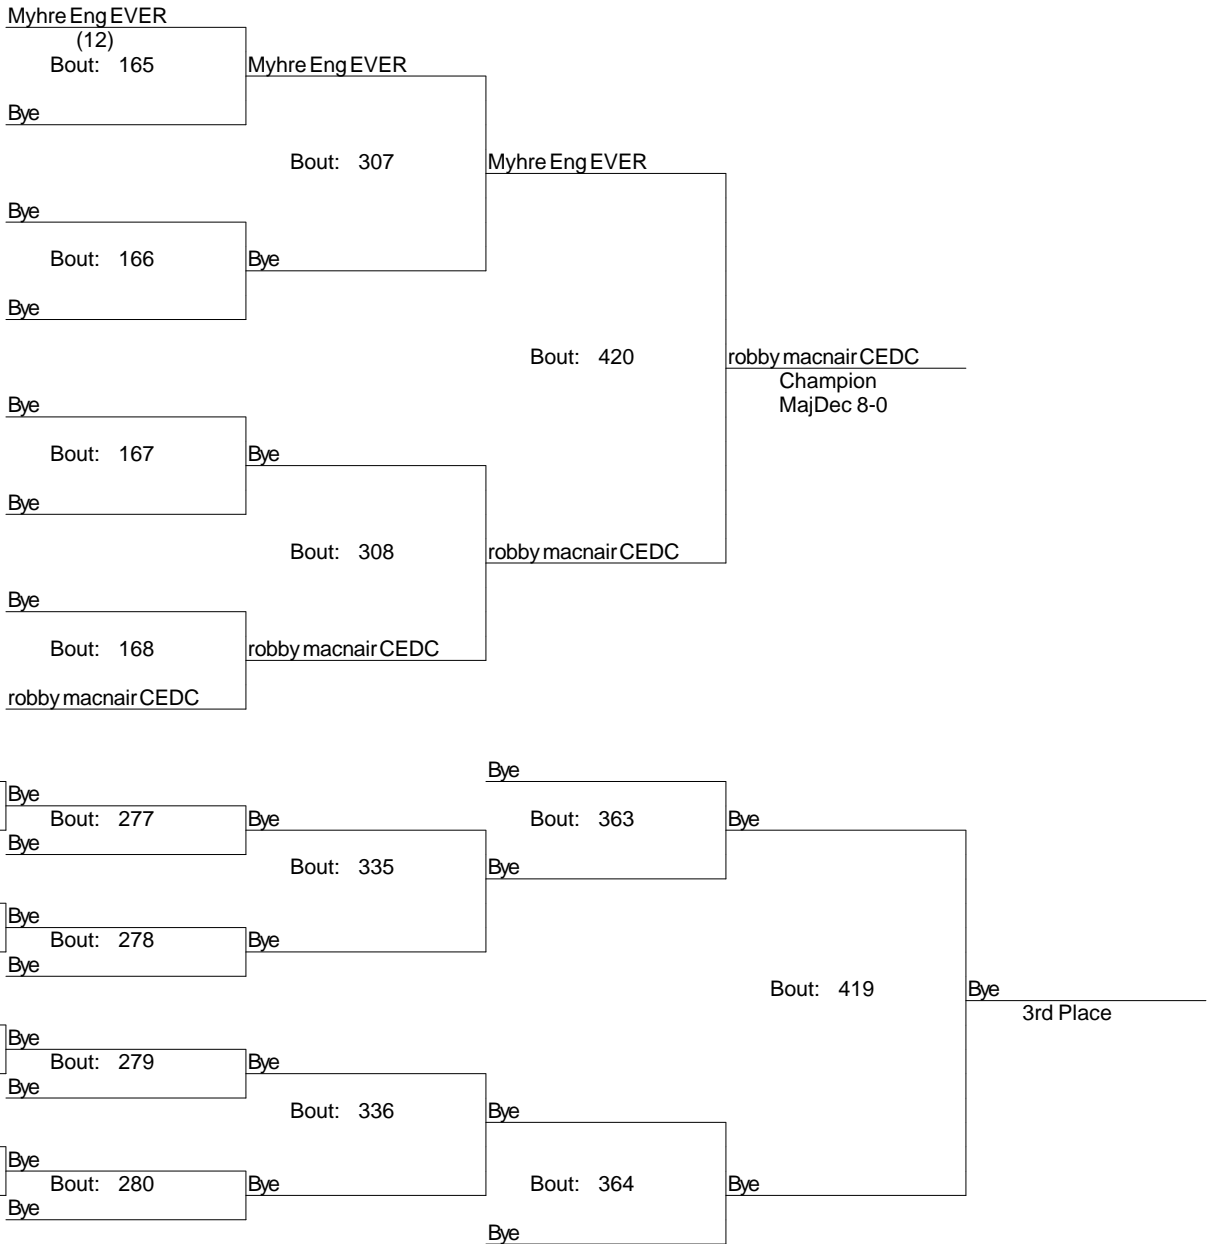 Myhre Eng EVER
(12)
Bout: 165
Myhre Eng EVER
Bye
Bout: 307
Myhre Eng EVER
Bye
Bout: 166
Bye
Bye
Bout: 420
robby macnair CEDC
Champion
MajDec 8-0
Bye
Bout: 167
Bye
Bye
Bout: 308
robby macnair CEDC
Bye
Bout: 168
robby macnair CEDC
robby macnair CEDC
Bye
Bye
Bout: 277
Bye
Bout: 363
Bye
Bye
Bout: 335
Bye
Bye
Bout: 278
Bye
Bye
Bout: 419
Bye
3rd Place
Bye
Bout: 279
Bye
Bye
Bout: 336
Bye
Bye
Bout: 280
Bye
Bout: 364
Bye
Bye
Bye